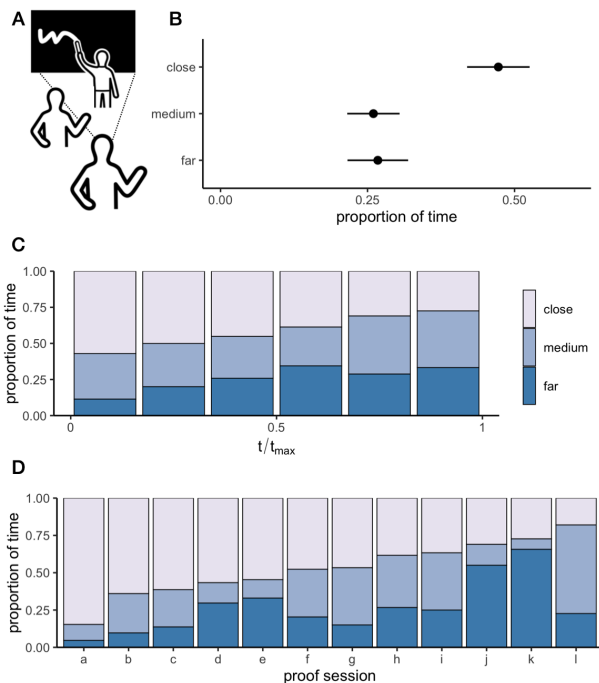 A
B
close
medium
far
0.00 0.25 0.50
proportion of time
C
proportion of time
1.00
0.75
0.50
0.25
0.00
0 0.5 1
t/tmax
close
medium
far
D
proportion of time
1.00
0.75
0.50
0.25
0.00
a b c d e f g h i j k l
proof session